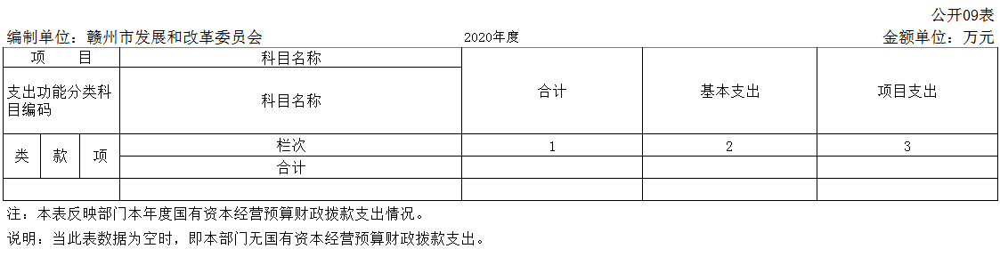 公开09表
编制单位：赣州市发展和改革委员会 2020年度 金额单位：万元
项 目 科目名称 合计 基本支出 项目支出
支出功能分类科目编码 科目名称
类 款 项 栏次 1 2 3
合计
注：本表反映部门本年度国有资本经营预算财政拨款支出情况。
说明：当此表数据为空时，即本部门无国有资本经营预算财政拨款支出。